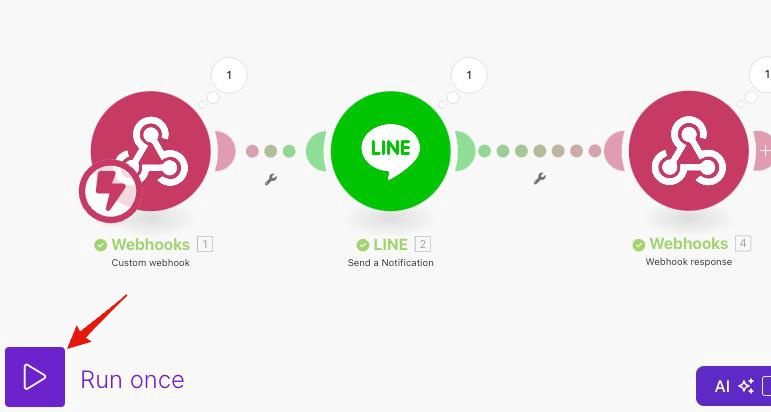 1
1
1
LINE
Webhooks 1
Custom webhook
LINE 2
Send a Notification
Webhooks 4
Webhook response
Run once
AI